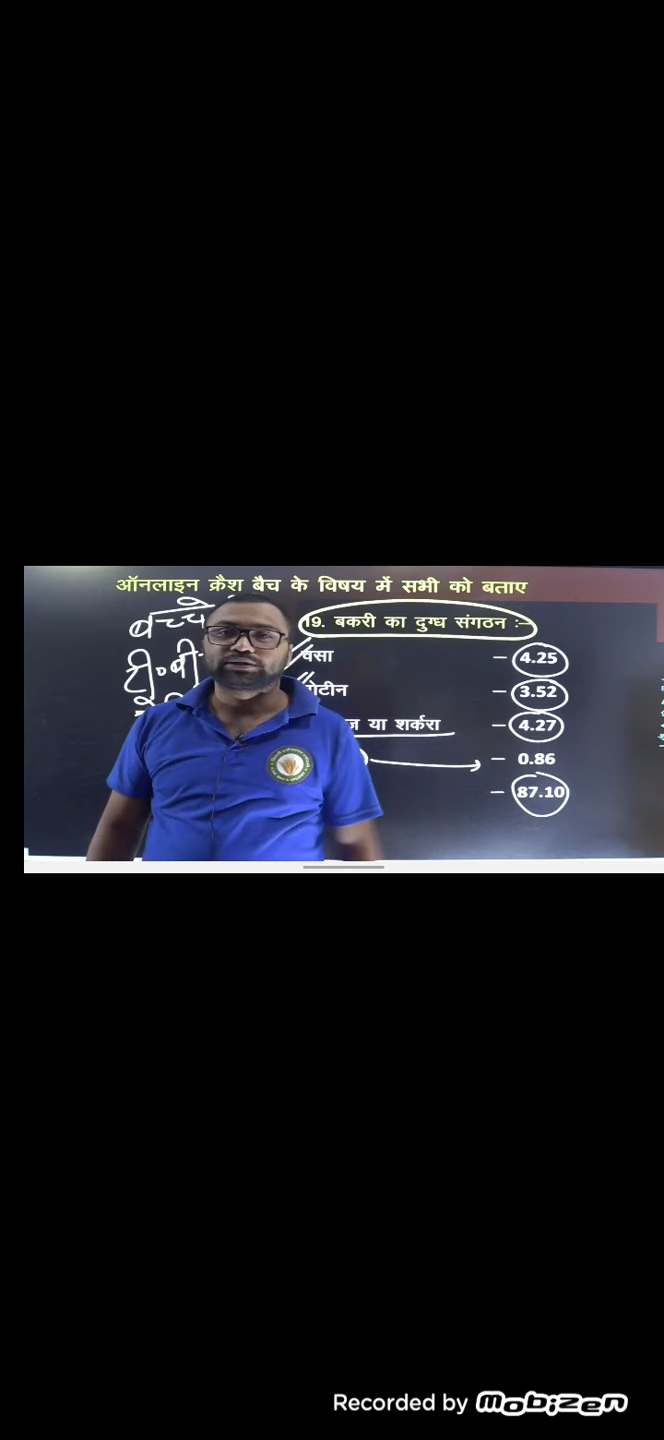 ऑनलाइन क्रैश बैच के विषय में सभी को बताए
बच्चे
टी.बी
19. बकरी का दुग्ध संगठन :–
वसा – 4.25
– 3.52
या शर्करा – 4.27
– 0.86
– 87.10
Recorded by MOBIZEN